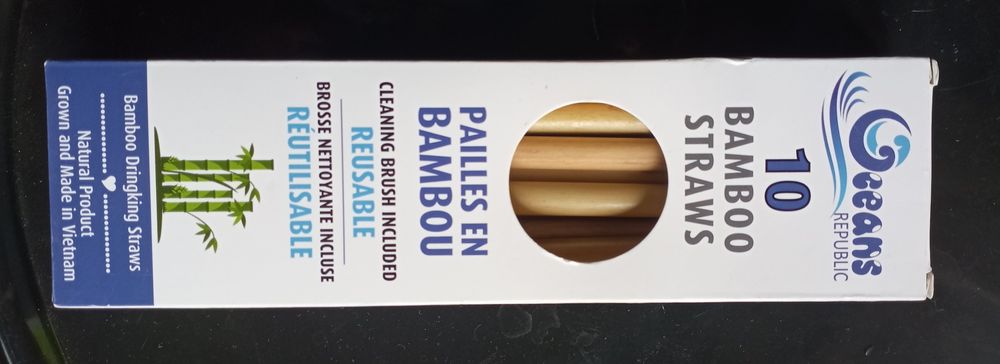 Oceans
REPUBLIC
10
BAMBOO
STRAWS
PAILLES EN
BAMBOU
CLEANING BRUSH INCLUDED
REUSABLE
BROSSE NETTOYANTE INCLUSE
RÉUTILISABLE
Bamboo Dringking Straws
Natural Product
Grown and Made in Vietnam